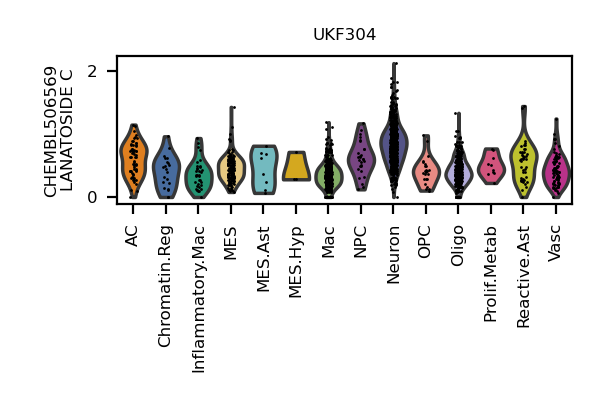 UKF304
CHEMBL506569
LANATOSIDE C
2
0
AC
Chromatin.Reg
Inflammatory.Mac
MES
MES.Ast
MES.Hyp
Mac
NPC
Neuron
OPC
Oligo
Prolif.Metab
Reactive.Ast
Vasc